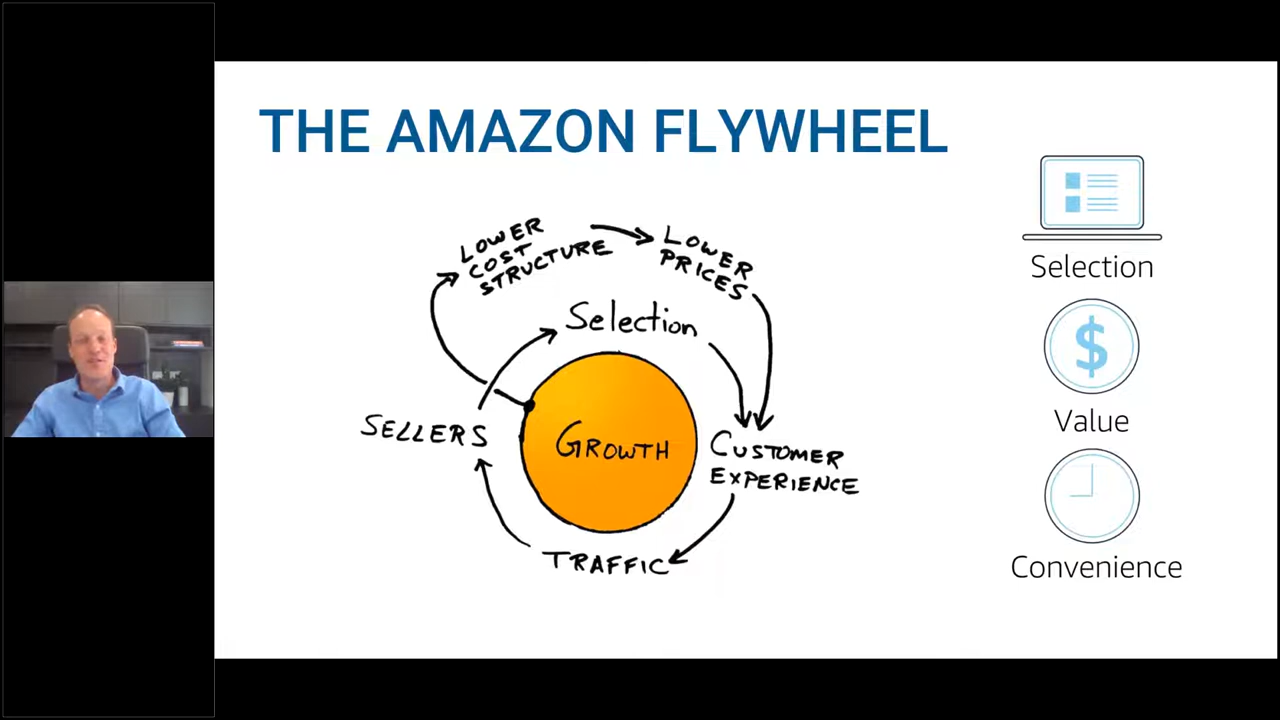 THE AMAZON FLYWHEEL
LOWER
COST
STRUCTURE
LOWER
PRICES
Selection
SELLERS
GROWTH
CUSTOMER
EXPERIENCE
TRAFFIC
Selection
$
Value
Convenience